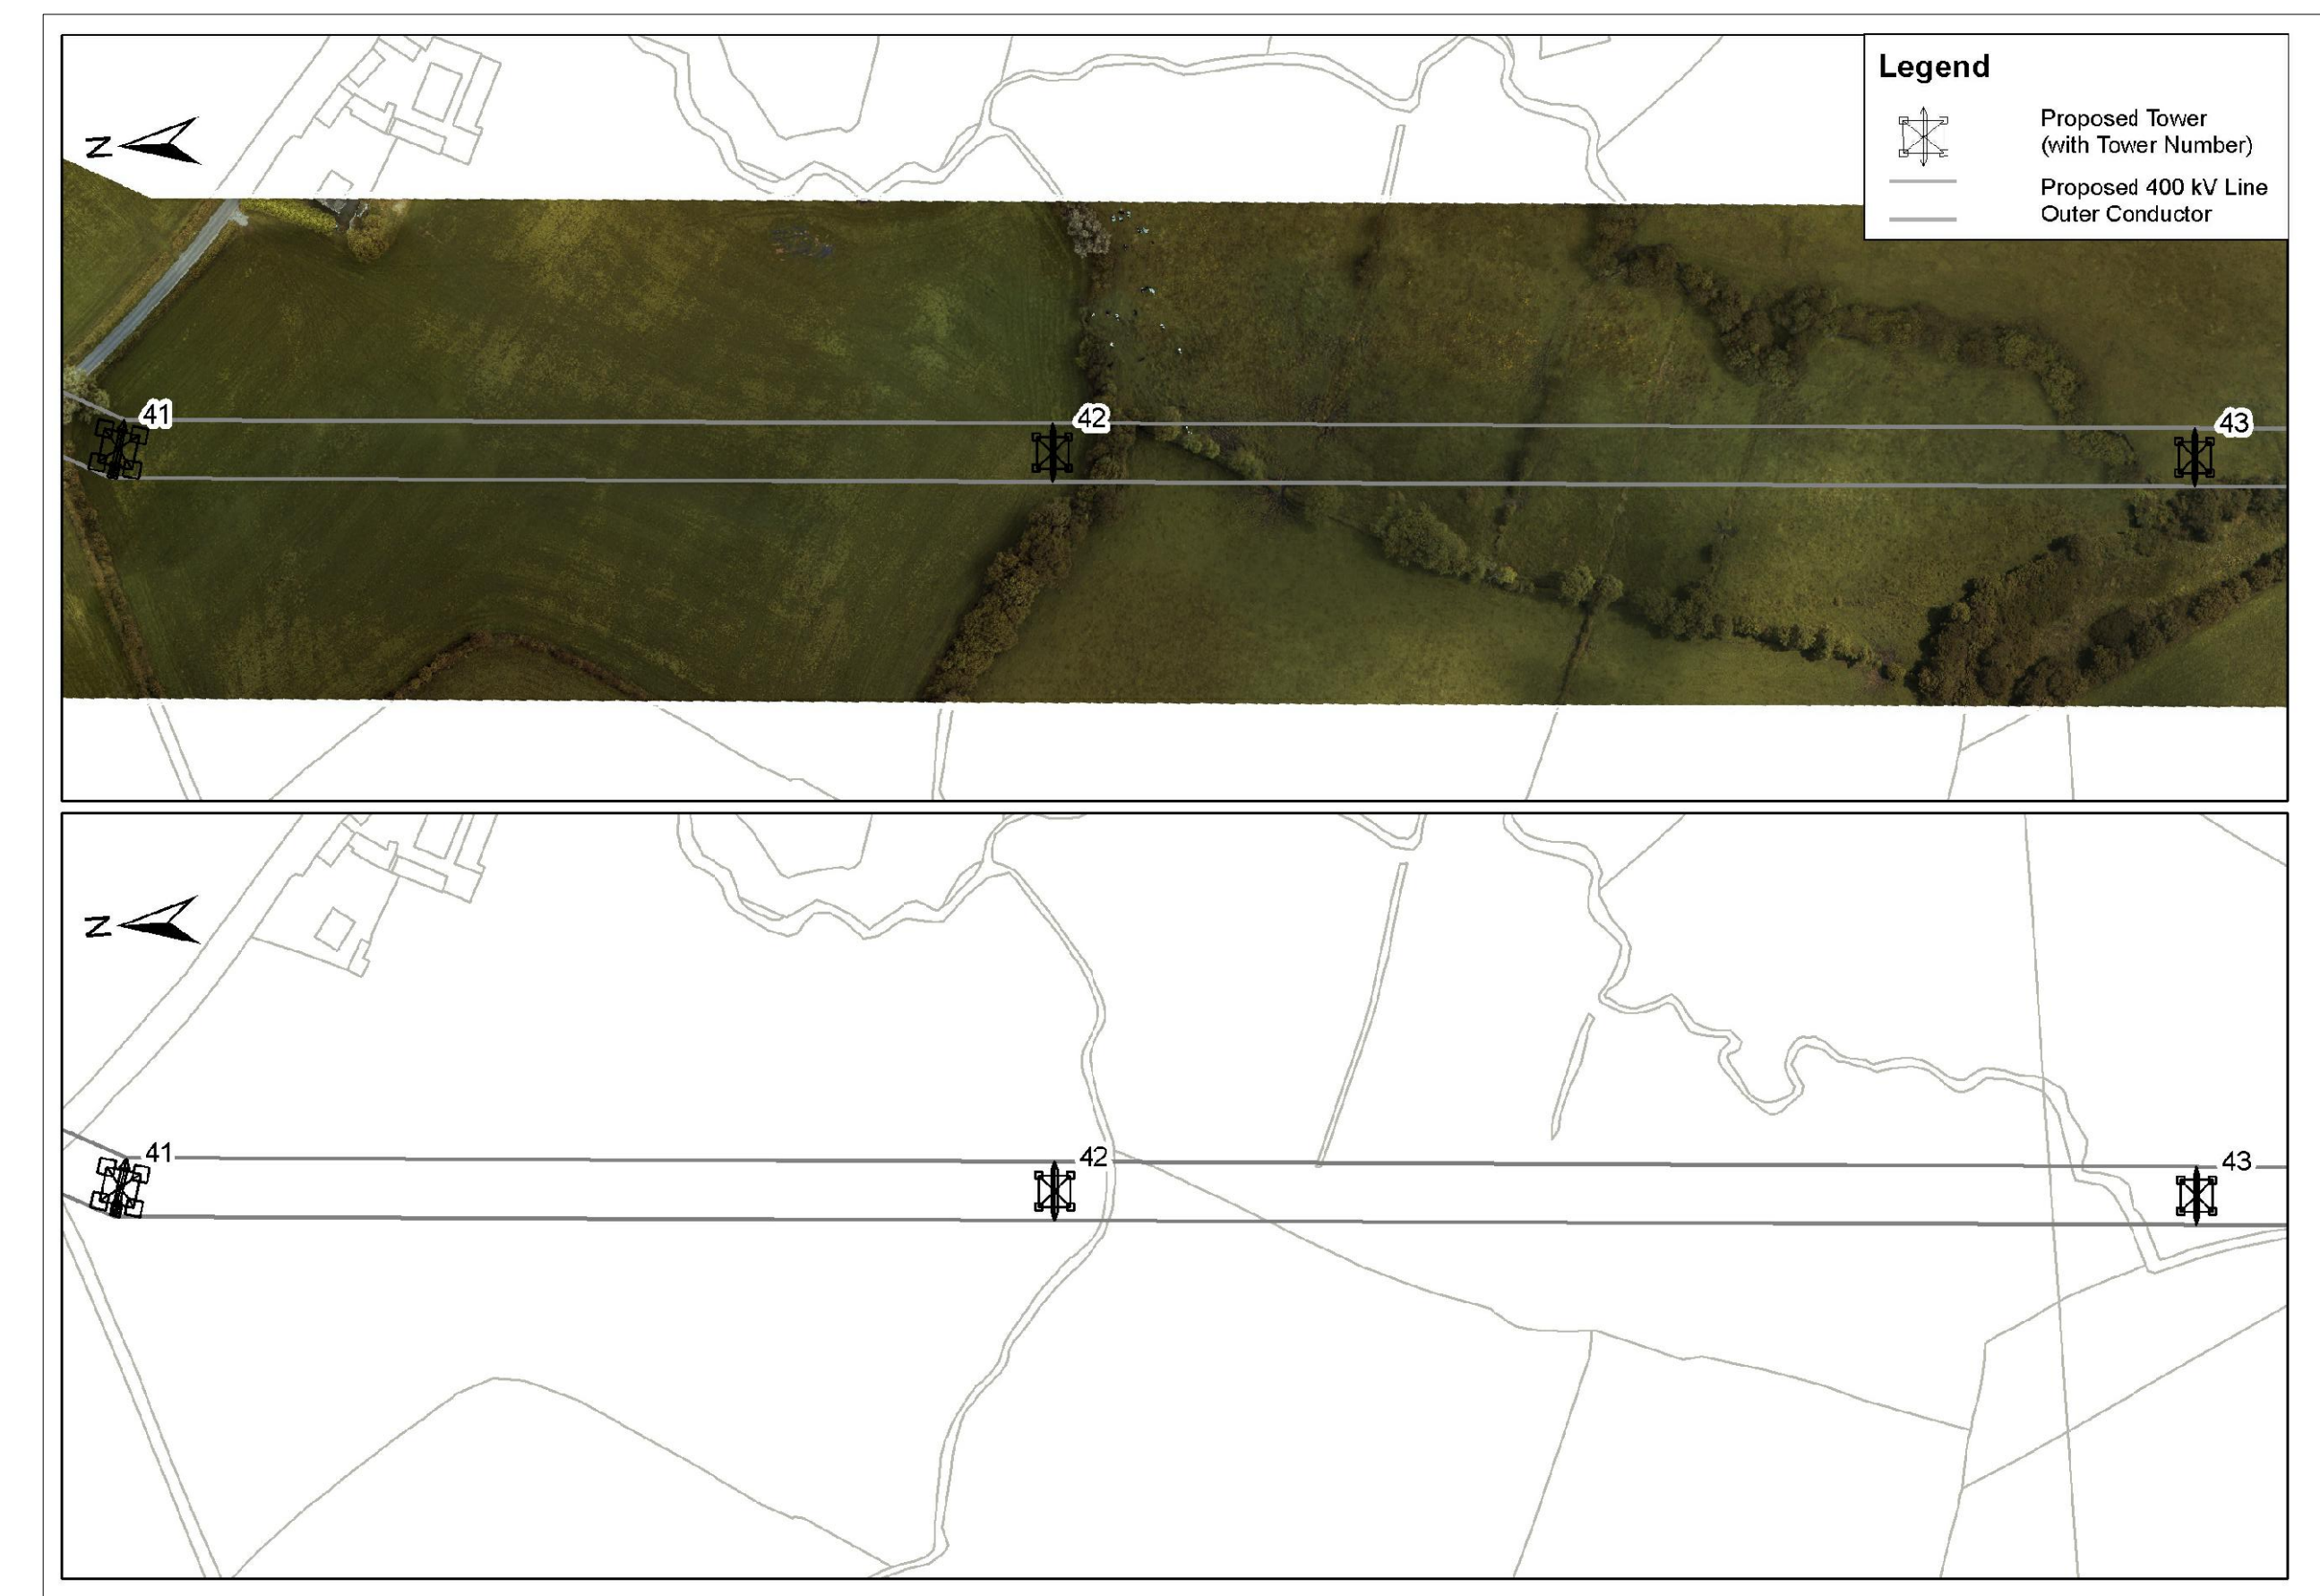 Legend
Proposed Tower
(with Tower Number)
Proposed 400 kV Line
Outer Conductor
N
41
42
43
N
41
42
43